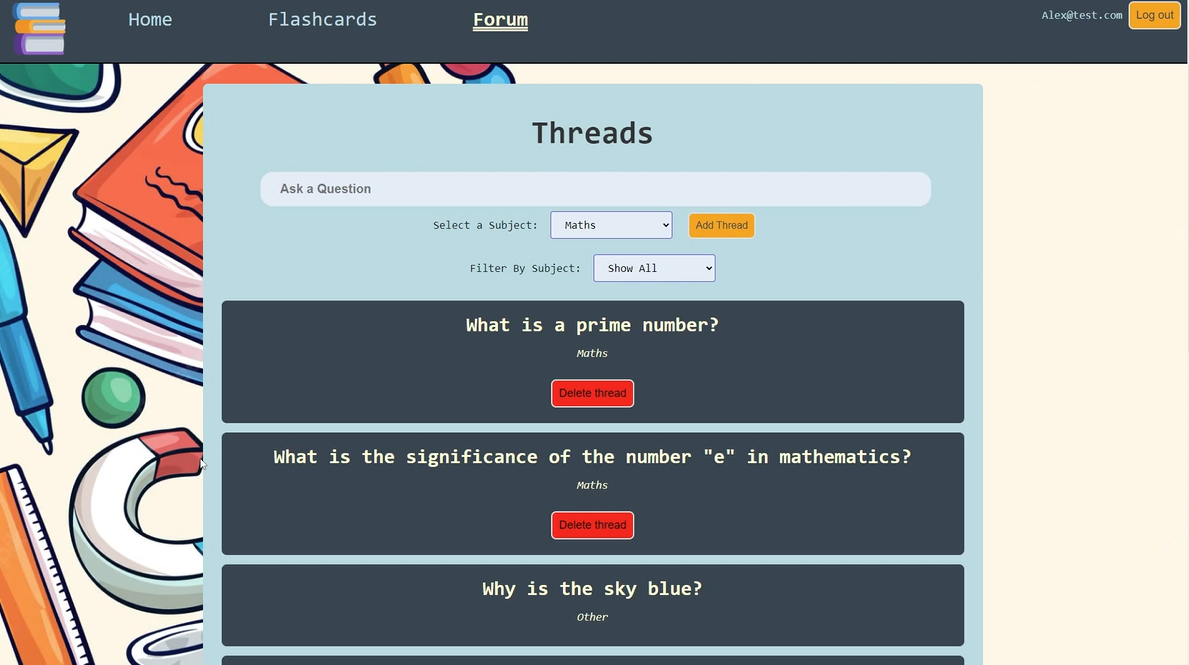 Home Flashcards Forum Alex@test.com Log out
Threads
Ask a Question
Select a Subject: Maths Add Thread
Filter By Subject: Show All
What is a prime number?
Maths
Delete thread
What is the significance of the number "e" in mathematics?
Maths
Delete thread
Why is the sky blue?
Other